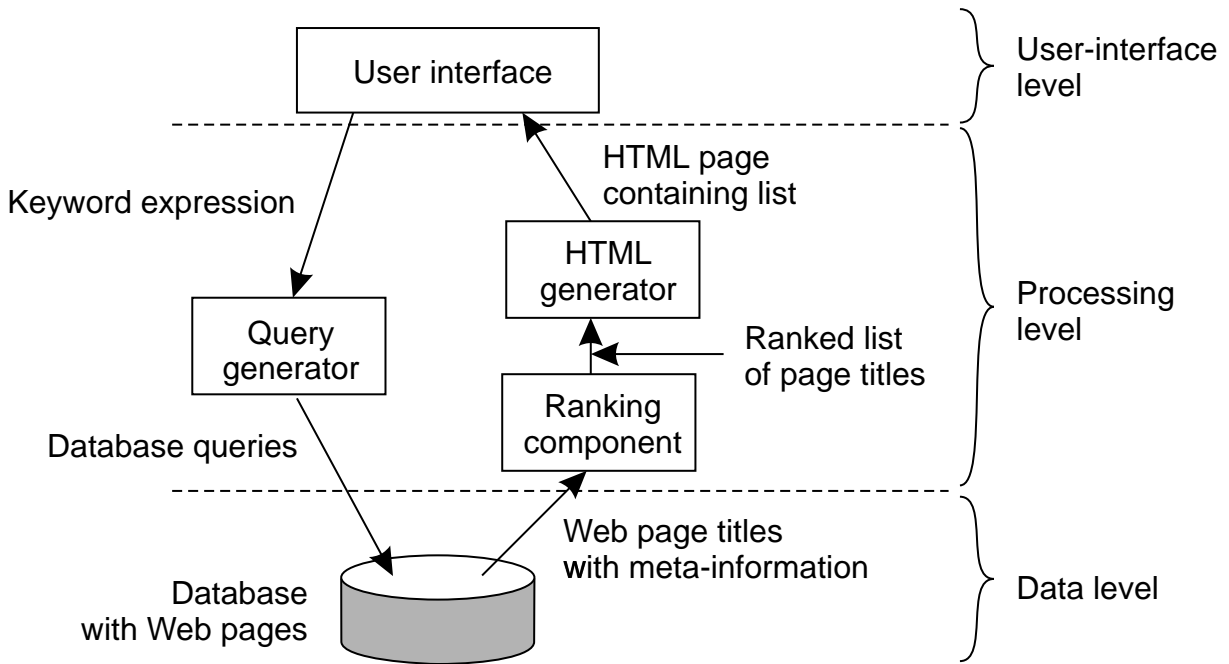 User interface
User-interface
level
HTML page
containing list
Keyword expression
HTML
generator
Processing
level
Query
generator
Ranked list
of page titles
Ranking
component
Database queries
Web page titles
with meta-information
Database
with Web pages
Data level